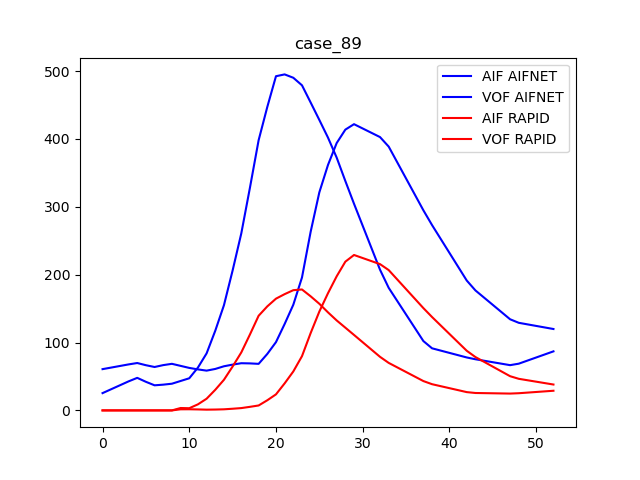 case_89
AIF AIFNET
VOF AIFNET
AIF RAPID
VOF RAPID
500
400
300
200
100
0
0 10 20 30 40 50